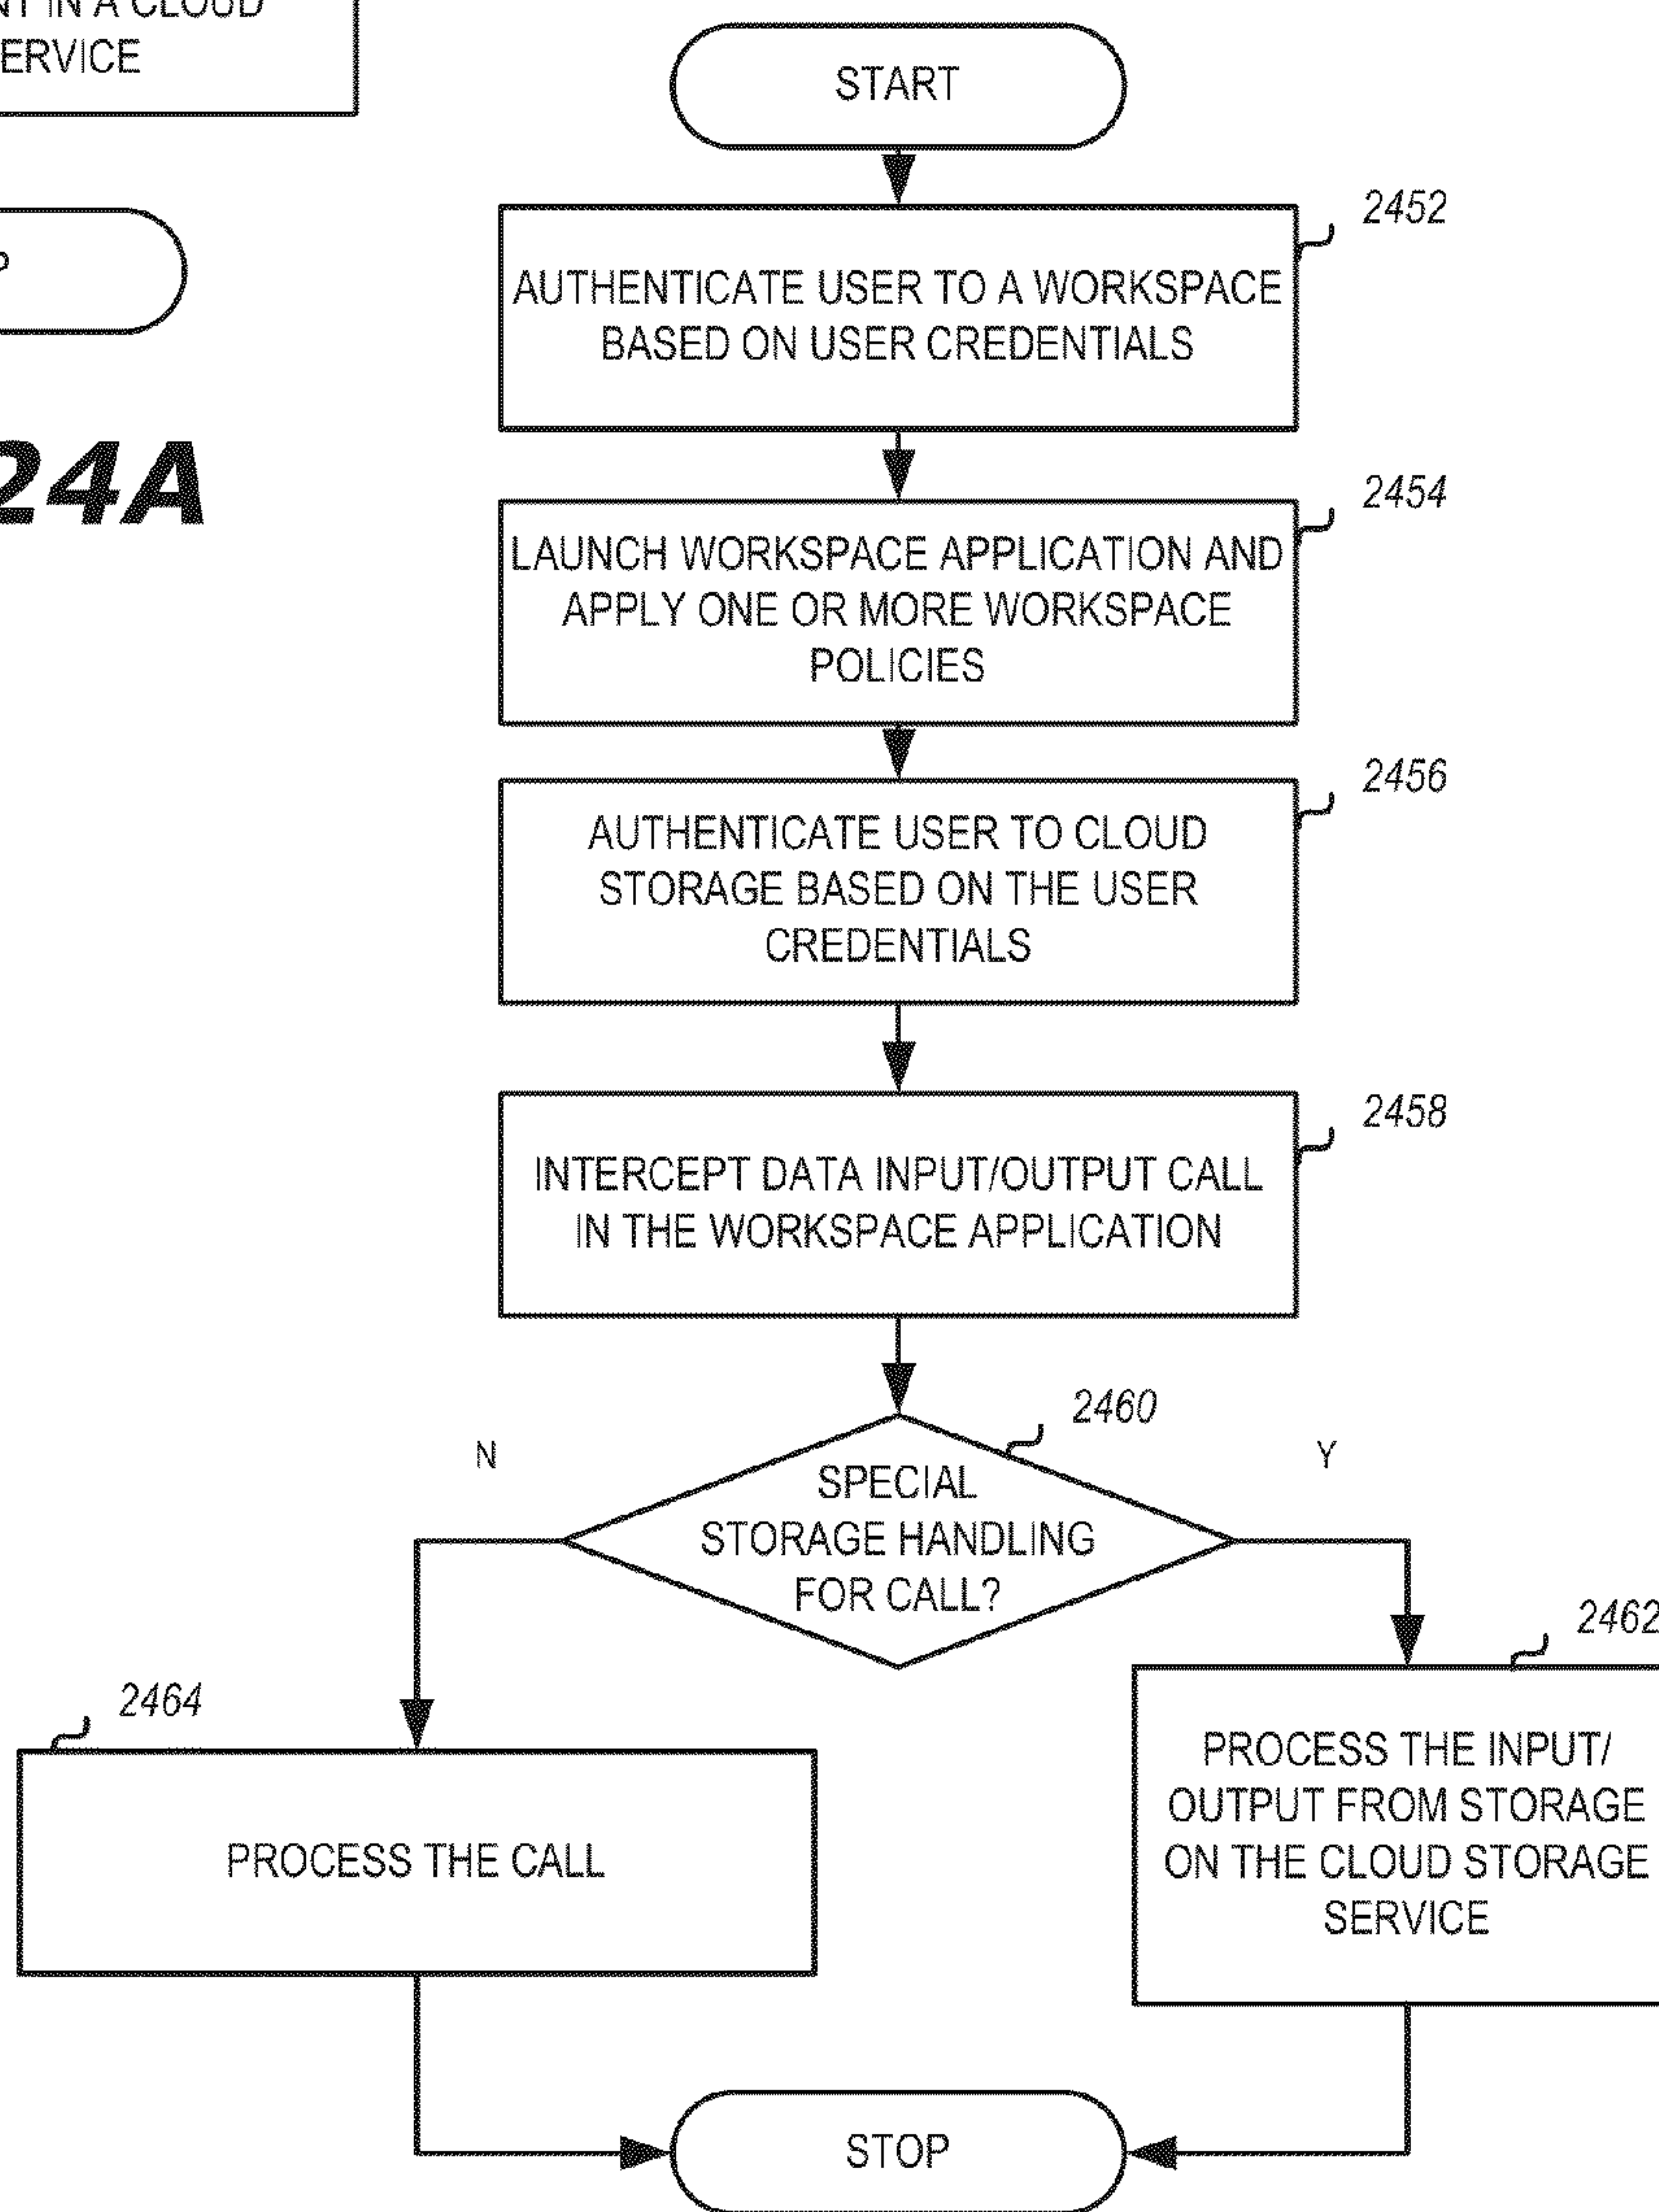 IN A CLOUD
ERVICE
P
24A
START
2452
AUTHENTICATE USER TO A WORKSPACE
BASED ON USER CREDENTIALS
2454
LAUNCH WORKSPACE APPLICATION AND
APPLY ONE OR MORE WORKSPACE
POLICIES
2456
AUTHENTICATE USER TO CLOUD
STORAGE BASED ON THE USER
CREDENTIALS
2458
INTERCEPT DATA INPUT/OUTPUT CALL
IN THE WORKSPACE APPLICATION
2460
N
Y
SPECIAL
STORAGE HANDLING
FOR CALL?
2462
PROCESS THE INPUT/
OUTPUT FROM STORAGE
ON THE CLOUD STORAGE
SERVICE
2464
PROCESS THE CALL
STOP